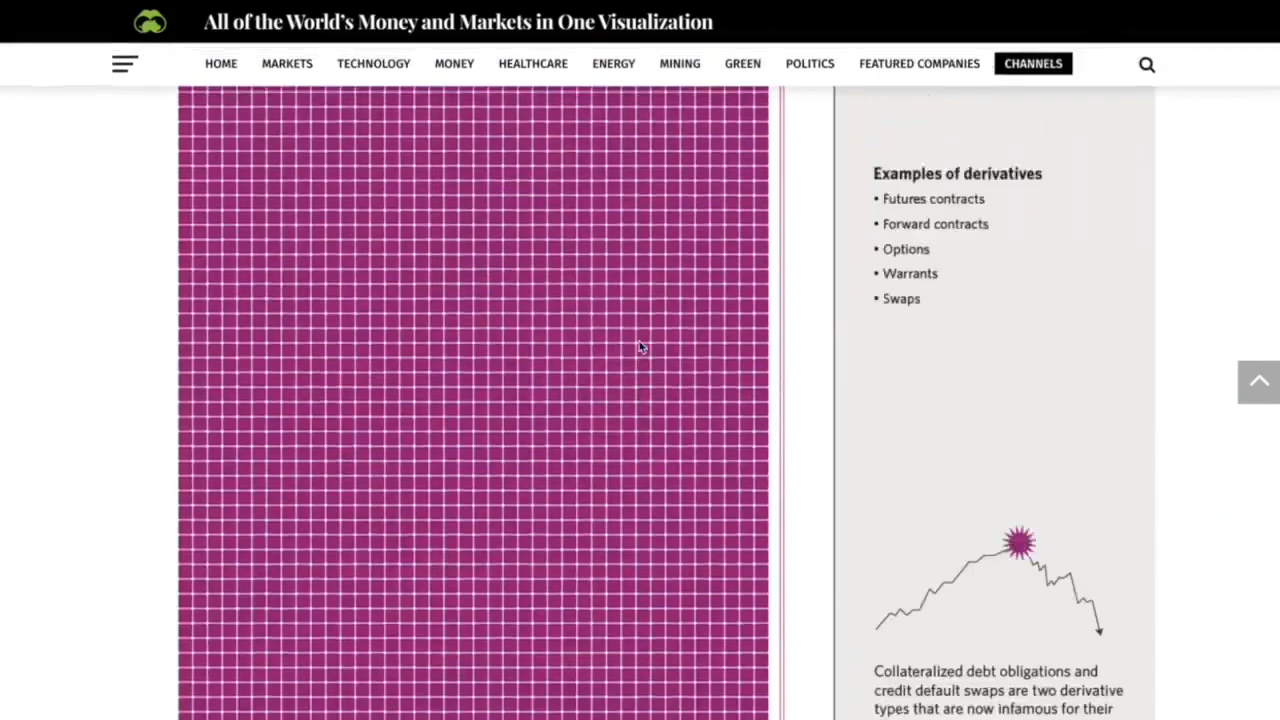 All of the World's Money and Markets in One Visualization
HOME MARKETS TECHNOLOGY MONEY HEALTHCARE ENERGY MINING GREEN POLITICS FEATURED COMPANIES CHANNELS
Examples of derivatives
• Futures contracts
• Forward contracts
• Options
• Warrants
• Swaps
Collateralized debt obligations and
credit default swaps are two derivative
types that are now infamous for their